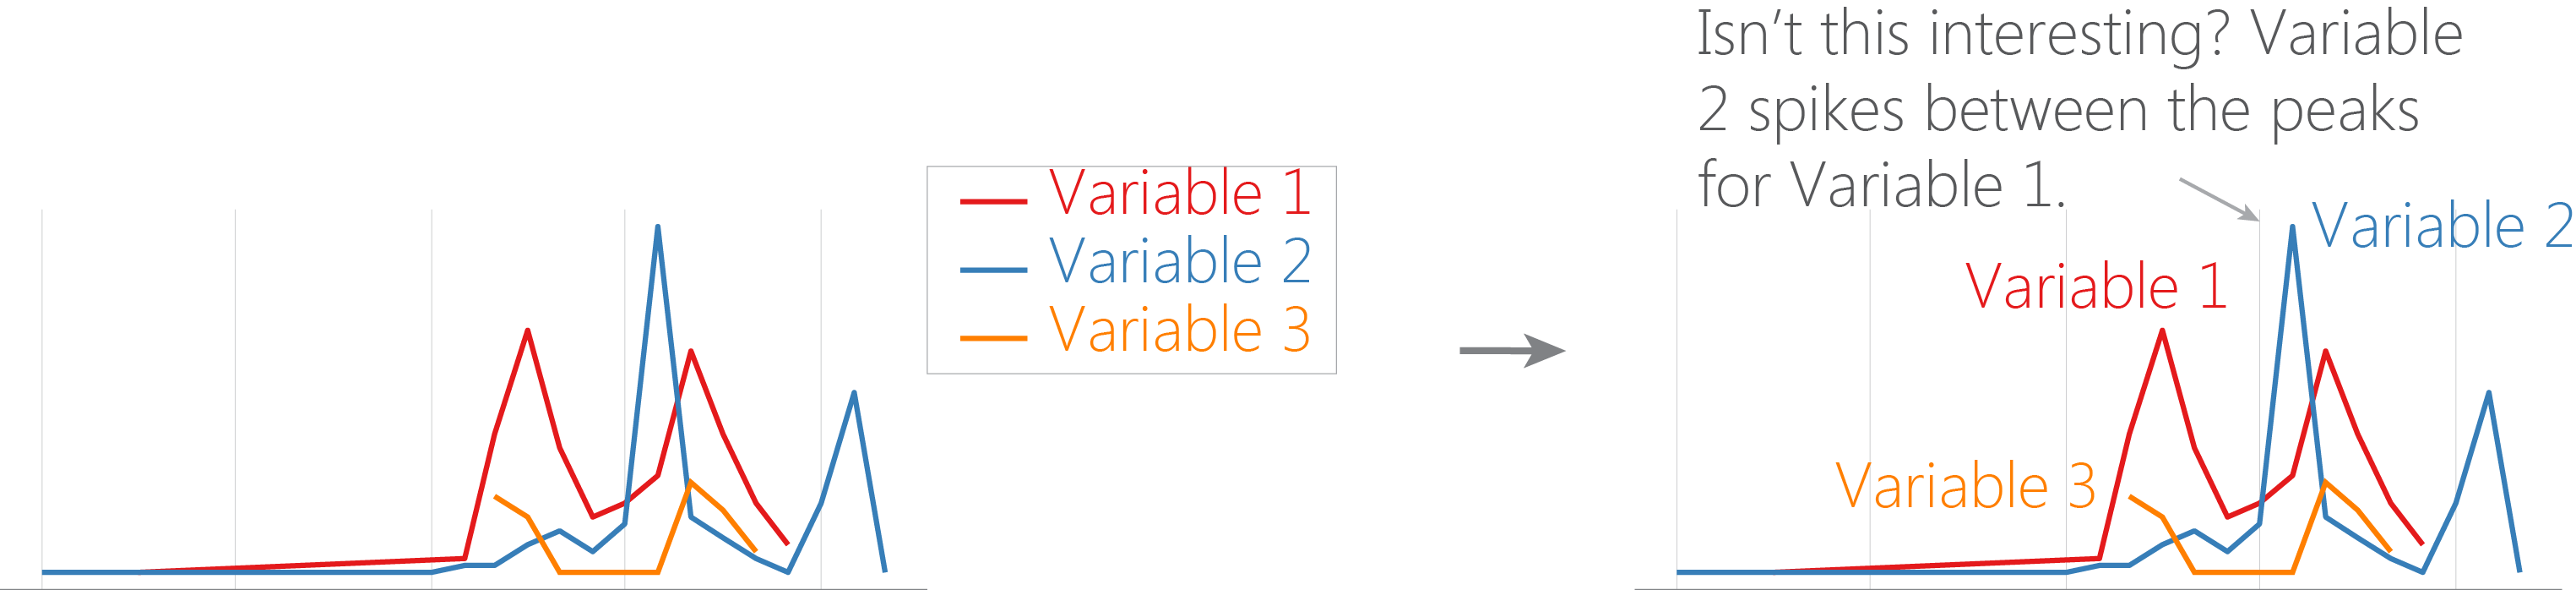 Variable 1
Variable 2
Variable 3
Isn’t this interesting? Variable
2 spikes between the peaks
for Variable 1.
Variable 2
Variable 1
Variable 3